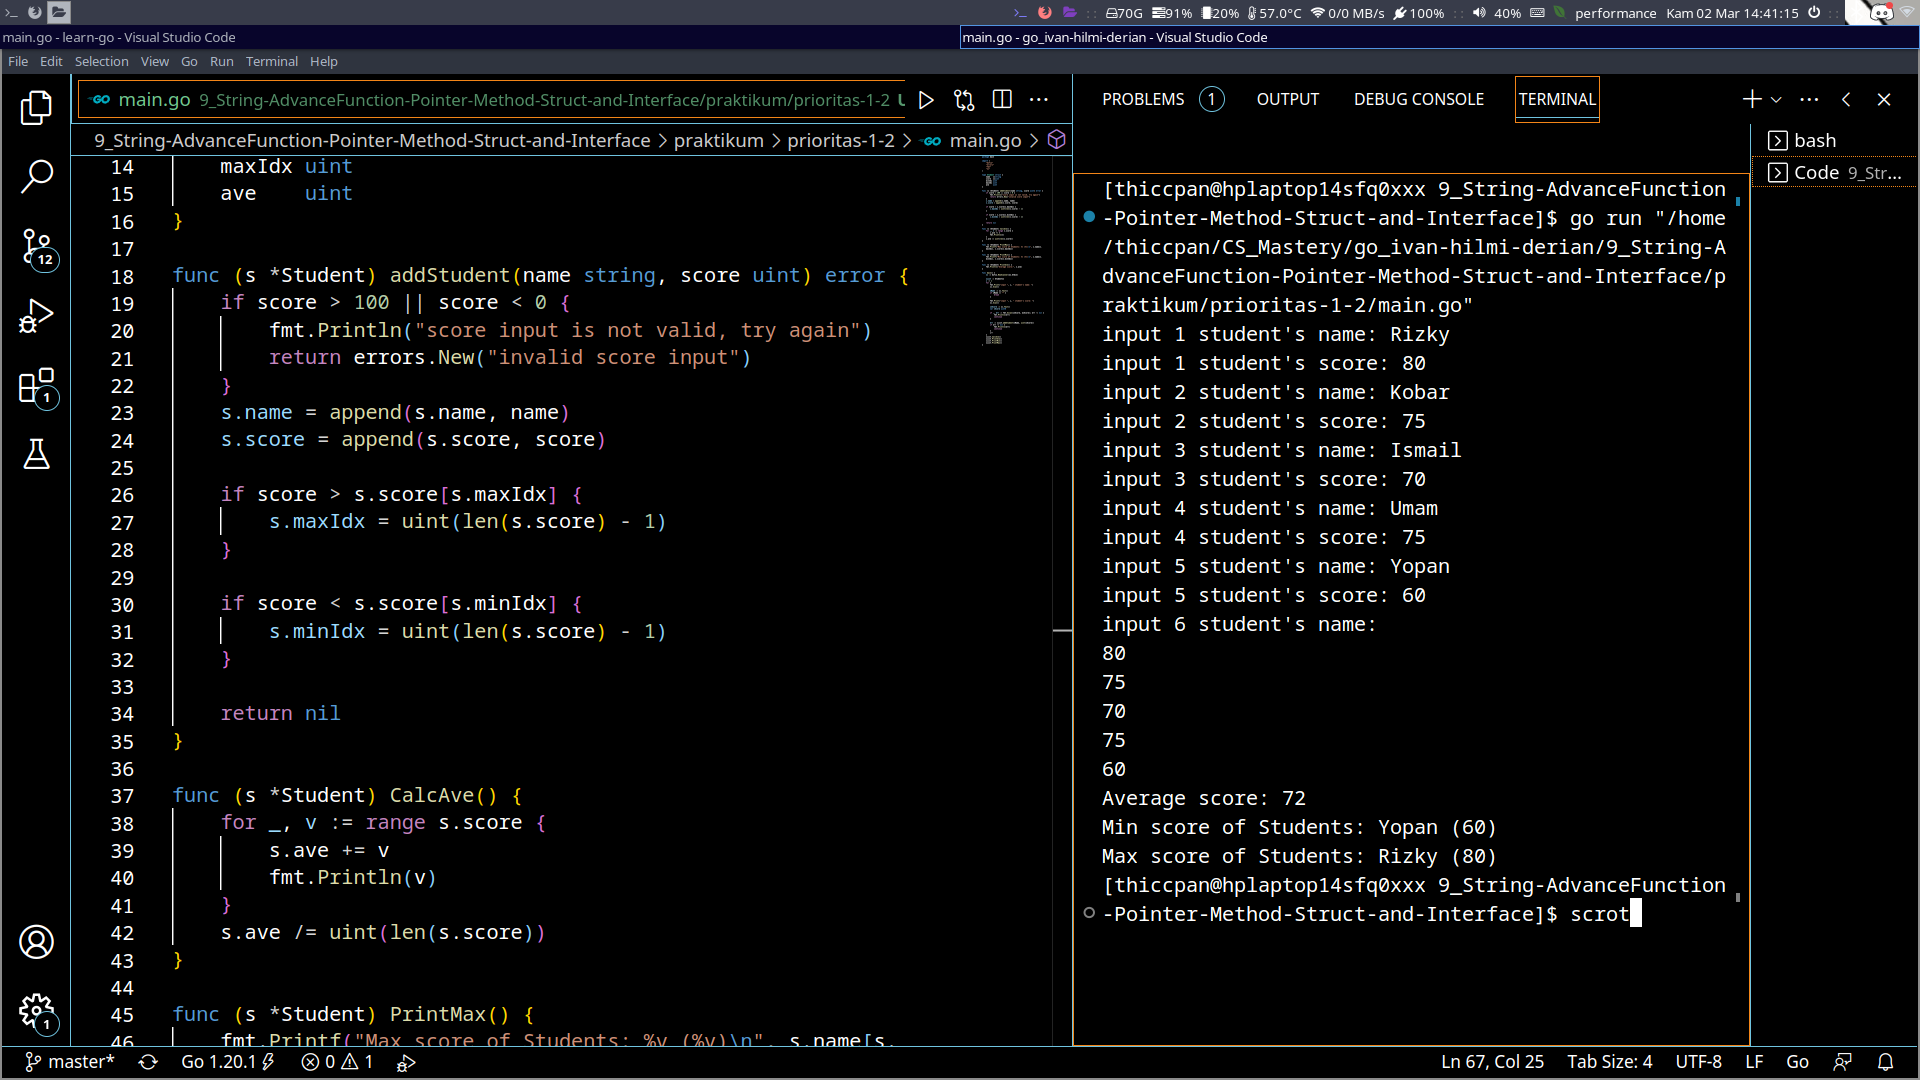 70G 91% 20% 57.0°C 0/0 MB/s 100% 40% performance Kam 02 Mar 14:41:15
main.go - learn-go - Visual Studio Code
main.go - go_ivan-hilmi-derian - Visual Studio Code
File Edit Selection View Go Run Terminal Help
main.go 9_String-AdvanceFunction-Pointer-Method-Struct-and-Interface/praktikum/prioritas-1-2
9_String-AdvanceFunction-Pointer-Method-Struct-and-Interface > praktikum > prioritas-1-2 > main.go >
14 maxIdx uint
15 ave    uint
16 }
17
18 func (s *Student) addStudent(name string, score uint) error {
19     if score > 100 || score < 0 {
20         fmt.Println("score input is not valid, try again")
21         return errors.New("invalid score input")
22     }
23     s.name = append(s.name, name)
24     s.score = append(s.score, score)
25
26     if score > s.score[s.maxIdx] {
27         s.maxIdx = uint(len(s.score) - 1)
28     }
29
30     if score < s.score[s.minIdx] {
31         s.minIdx = uint(len(s.score) - 1)
32     }
33
34     return nil
35 }
36
37 func (s *Student) CalcAve() {
38     for _, v := range s.score {
39         s.ave += v
40         fmt.Println(v)
41     }
42     s.ave /= uint(len(s.score))
43 }
44
45 func (s *Student) PrintMax() {
46     fmt.Printf("Max score of Students: %v (%v)\n", s.name[s.
12
1
1
PROBLEMS 1 OUTPUT DEBUG CONSOLE TERMINAL
[thiccpan@hplaptop14sfq0xxx 9_String-AdvanceFunction
-Pointer-Method-Struct-and-Interface]$ go run "/home
/thiccpan/CS_Mastery/go_ivan-hilmi-derian/9_String-A
dvanceFunction-Pointer-Method-Struct-and-Interface/p
raktikum/prioritas-1-2/main.go"
input 1 student's name: Rizky
input 1 student's score: 80
input 2 student's name: Kobar
input 2 student's score: 75
input 3 student's name: Ismail
input 3 student's score: 70
input 4 student's name: Umam
input 4 student's score: 75
input 5 student's name: Yopan
input 5 student's score: 60
input 6 student's name:
80
75
70
75
60
Average score: 72
Min score of Students: Yopan (60)
Max score of Students: Rizky (80)
[thiccpan@hplaptop14sfq0xxx 9_String-AdvanceFunction
-Pointer-Method-Struct-and-Interface]$ scrot
bash
Code 9_Str...
master* Go 1.20.1 0 1 Ln 67, Col 25 Tab Size: 4 UTF-8 LF Go